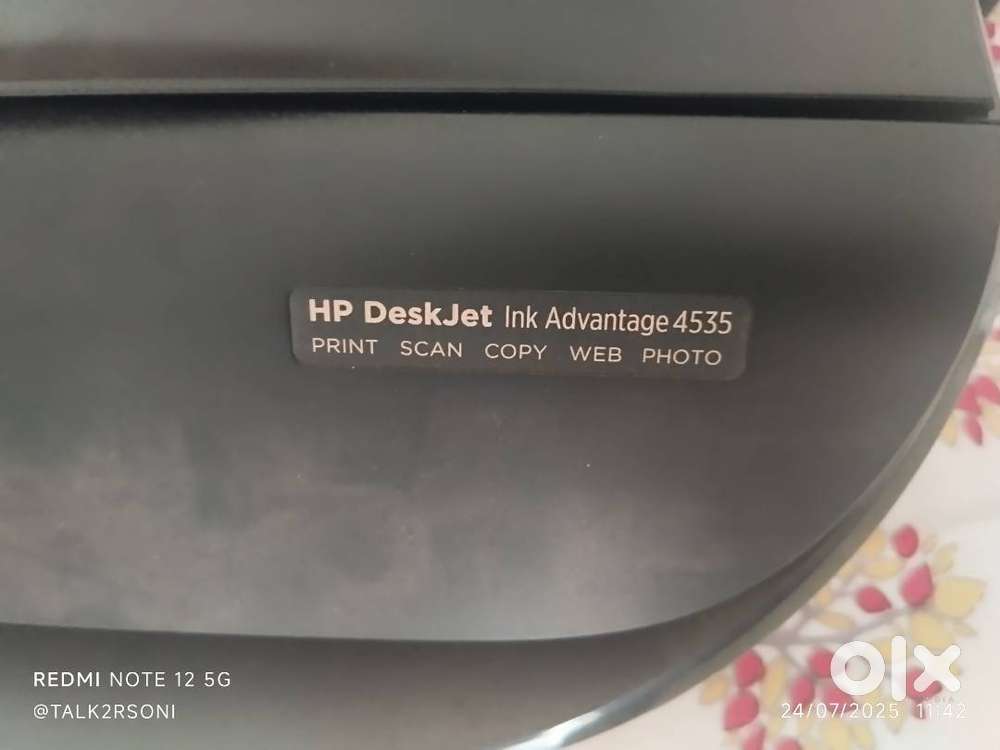 HP DeskJet Ink Advantage 4535
PRINT SCAN COPY WEB PHOTO
REDMI NOTE 12 5G
@TALK2RSONI
olx
24/07/2025 11:42